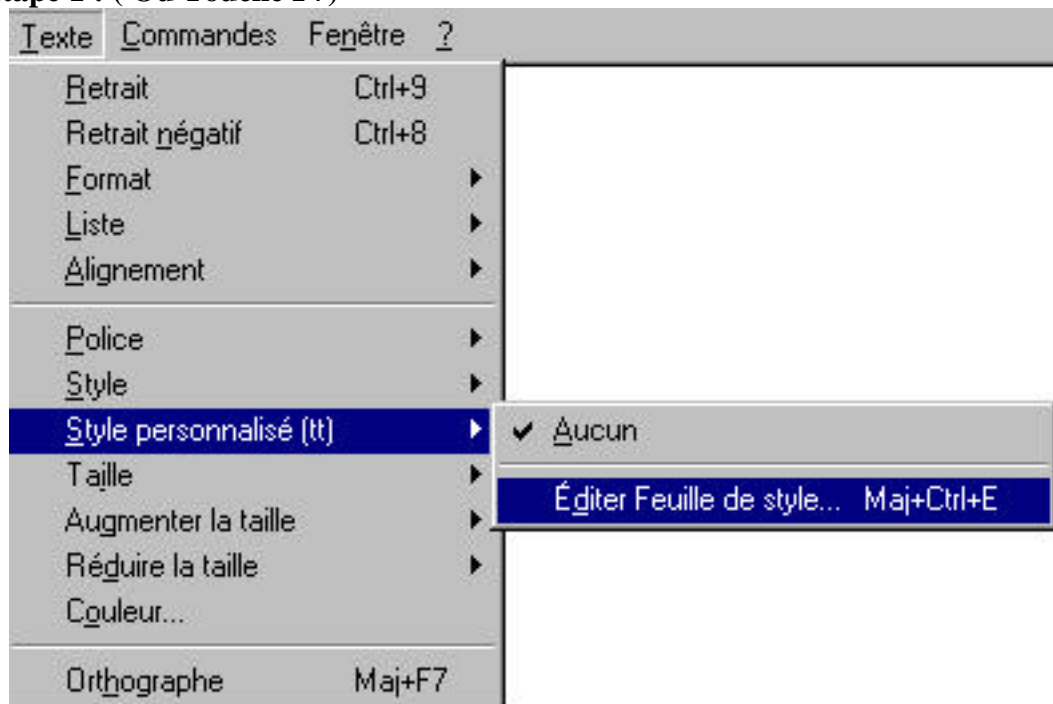 Texte Commandes Fenêtre ?
Retrait Ctrl+9
Retrait négatif Ctrl+8
Format
Liste
Alignement
Police
Style
Style personnalisé (tt)
Aucun
Taille
Éditer Feuille de style... Maj+Ctrl+E
Augmenter la taille
Réduire la taille
Couleur...
Orthographe Maj+F7